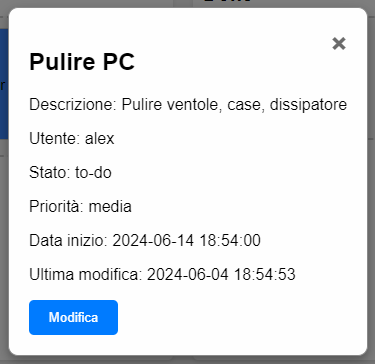 ×
Pulire PC
Descrizione: Pulire ventole, case, dissipatore
Utente: alex
Stato: to-do
Priorità: media
Data inizio: 2024-06-14 18:54:00
Ultima modifica: 2024-06-04 18:54:53
Modifica